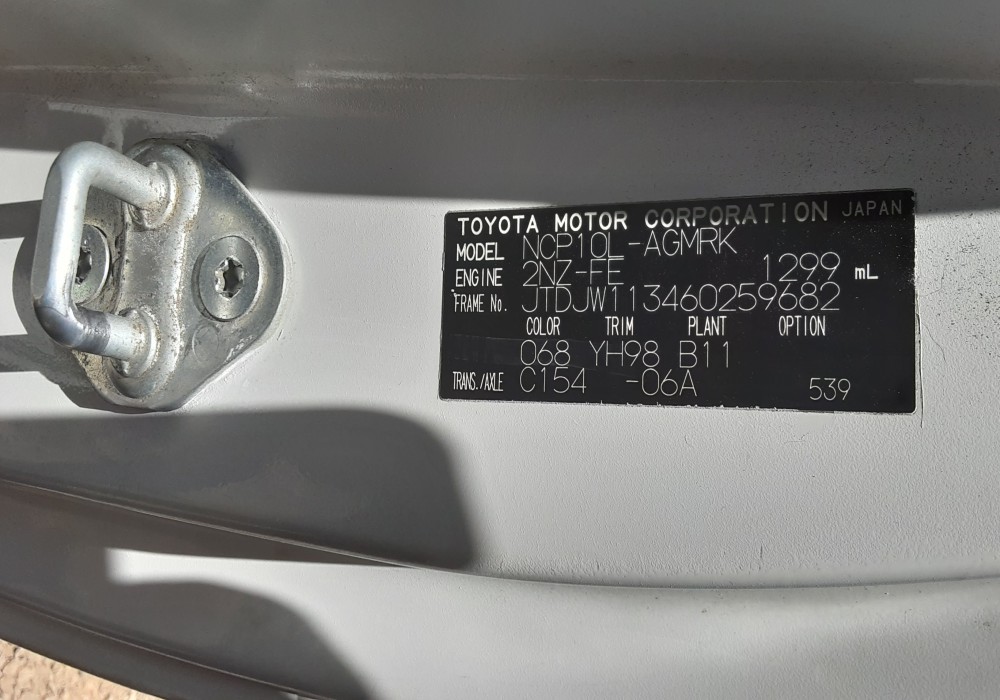 TOYOTA MOTOR CORPORATION JAPAN
MODEL NCP10L-AGMRK
ENGINE 2NZ-FE 1299 mL
FRAME No. JTDJW113460259682
COLOR TRIM PLANT OPTION
068 YH98 B11
TRANS./AXLE C154 -06A 539